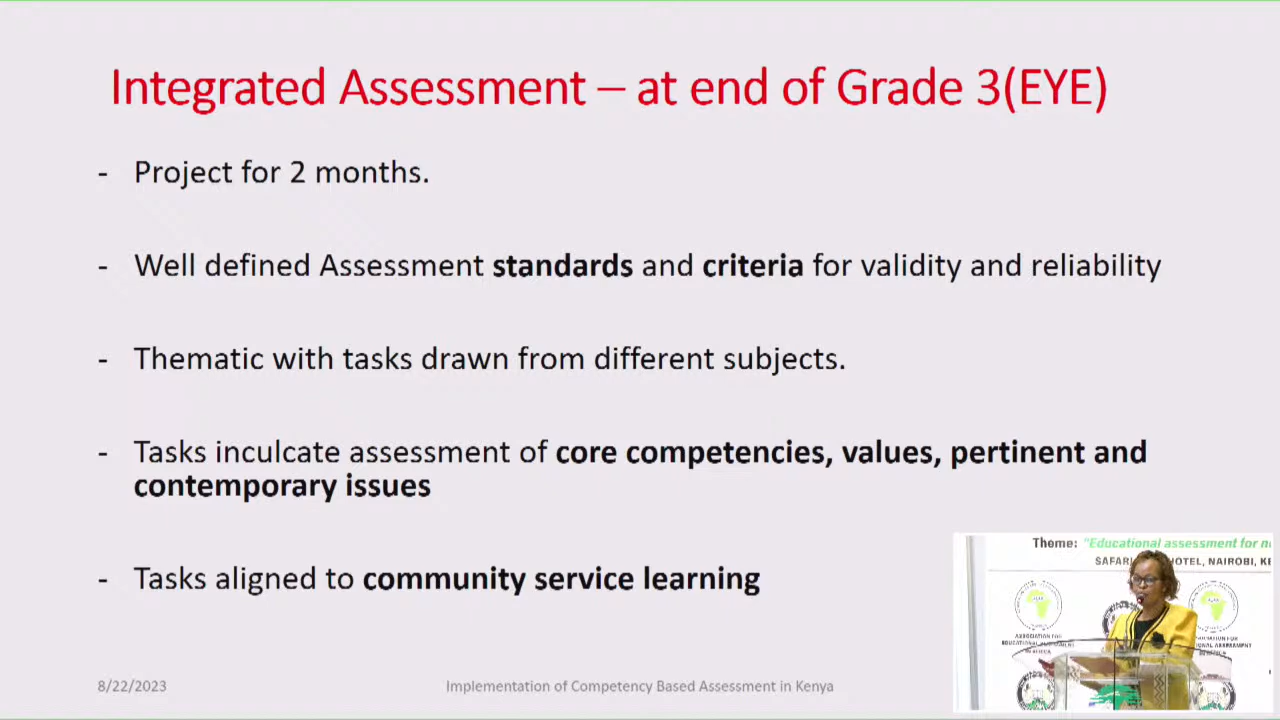 Integrated Assessment – at end of Grade 3(EYE)
- Project for 2 months.
- Well defined Assessment standards and criteria for validity and reliability
- Thematic with tasks drawn from different subjects.
- Tasks inculcate assessment of core competencies, values, pertinent and
contemporary issues
- Tasks aligned to community service learning
Theme: "Educational assessment for
SAFARI HOTEL, NAIROBI,
ASSOCIATION FOR
8/22/2023
Implementation of Competency Based Assessment in Kenya